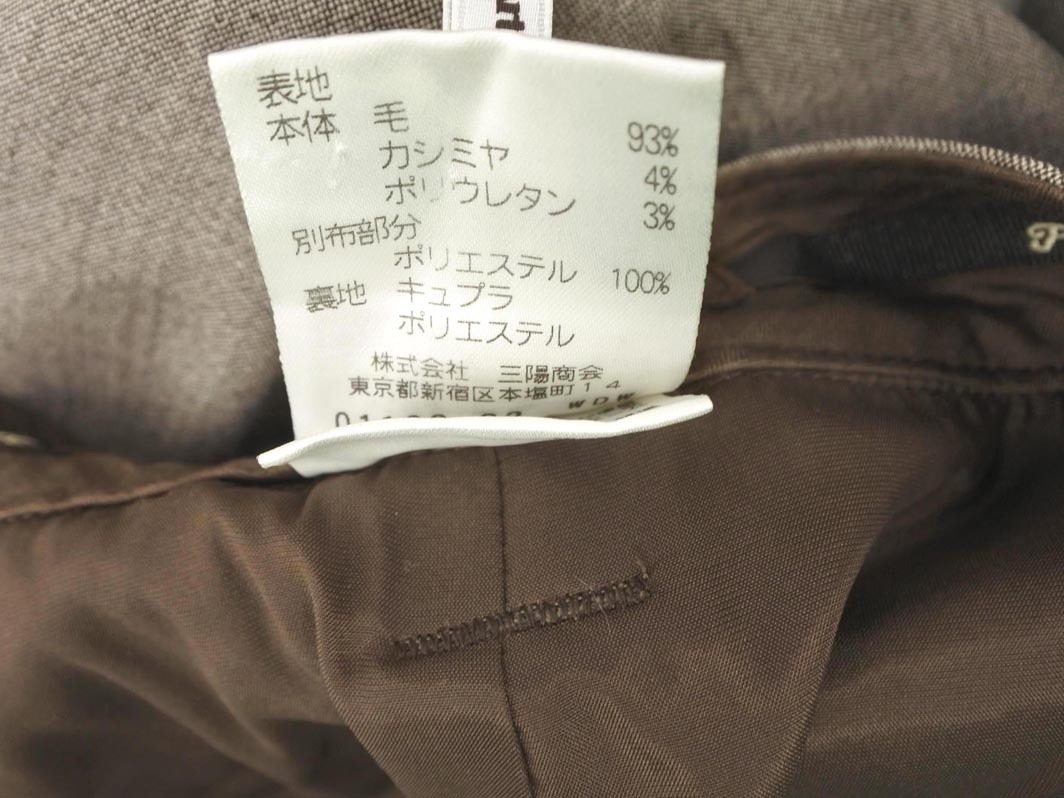 表地
本体 毛 93%
カシミヤ 4%
ポリウレタン 3%
別布部分
ポリエステル 100%
裏地 キュプラ
ポリエステル
株式会社 三陽商会
東京都新宿区本塩町14
WDW